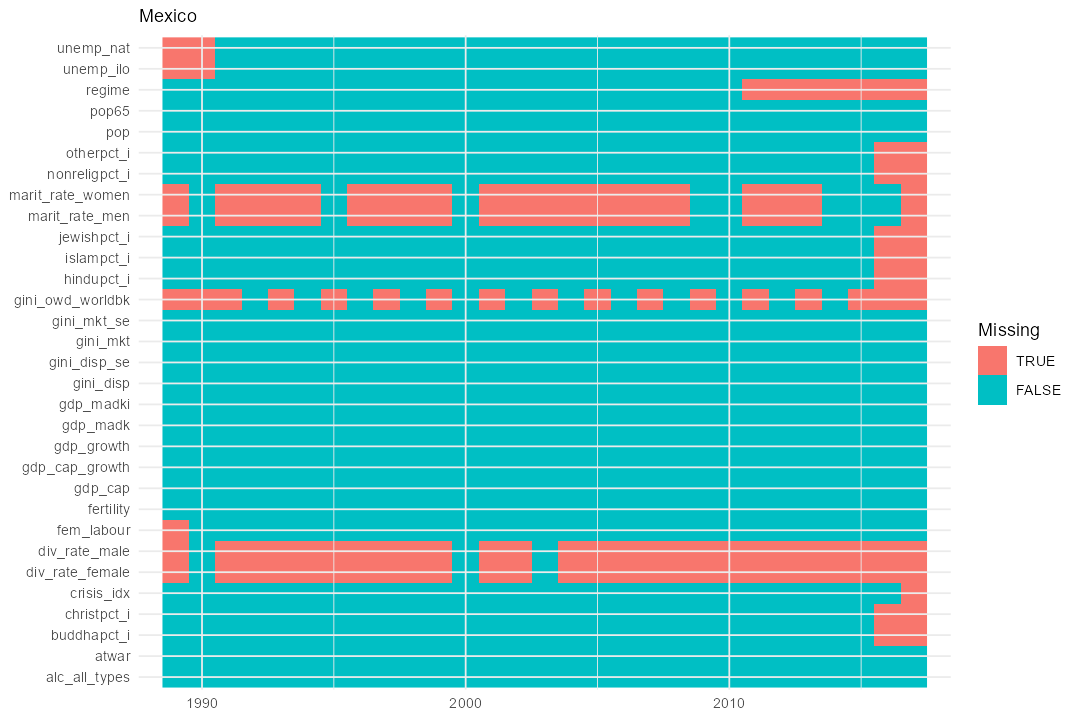 Mexico
unemp_nat
unemp_ilo
regime
pop65
pop
otherpct_i
nonreligpct_i
marit_rate_women
marit_rate_men
jewishpct_i
islampct_i
hindupct_i
gini_owd_worldbk
gini_mkt_se
gini_mkt
gini_disp_se
gini_disp
gdp_madki
gdp_madk
gdp_growth
gdp_cap_growth
gdp_cap
fertility
fem_labour
div_rate_male
div_rate_female
crisis_idx
christpct_i
buddhapct_i
atwar
alc_all_types
1990 2000 2010
Missing
TRUE
FALSE